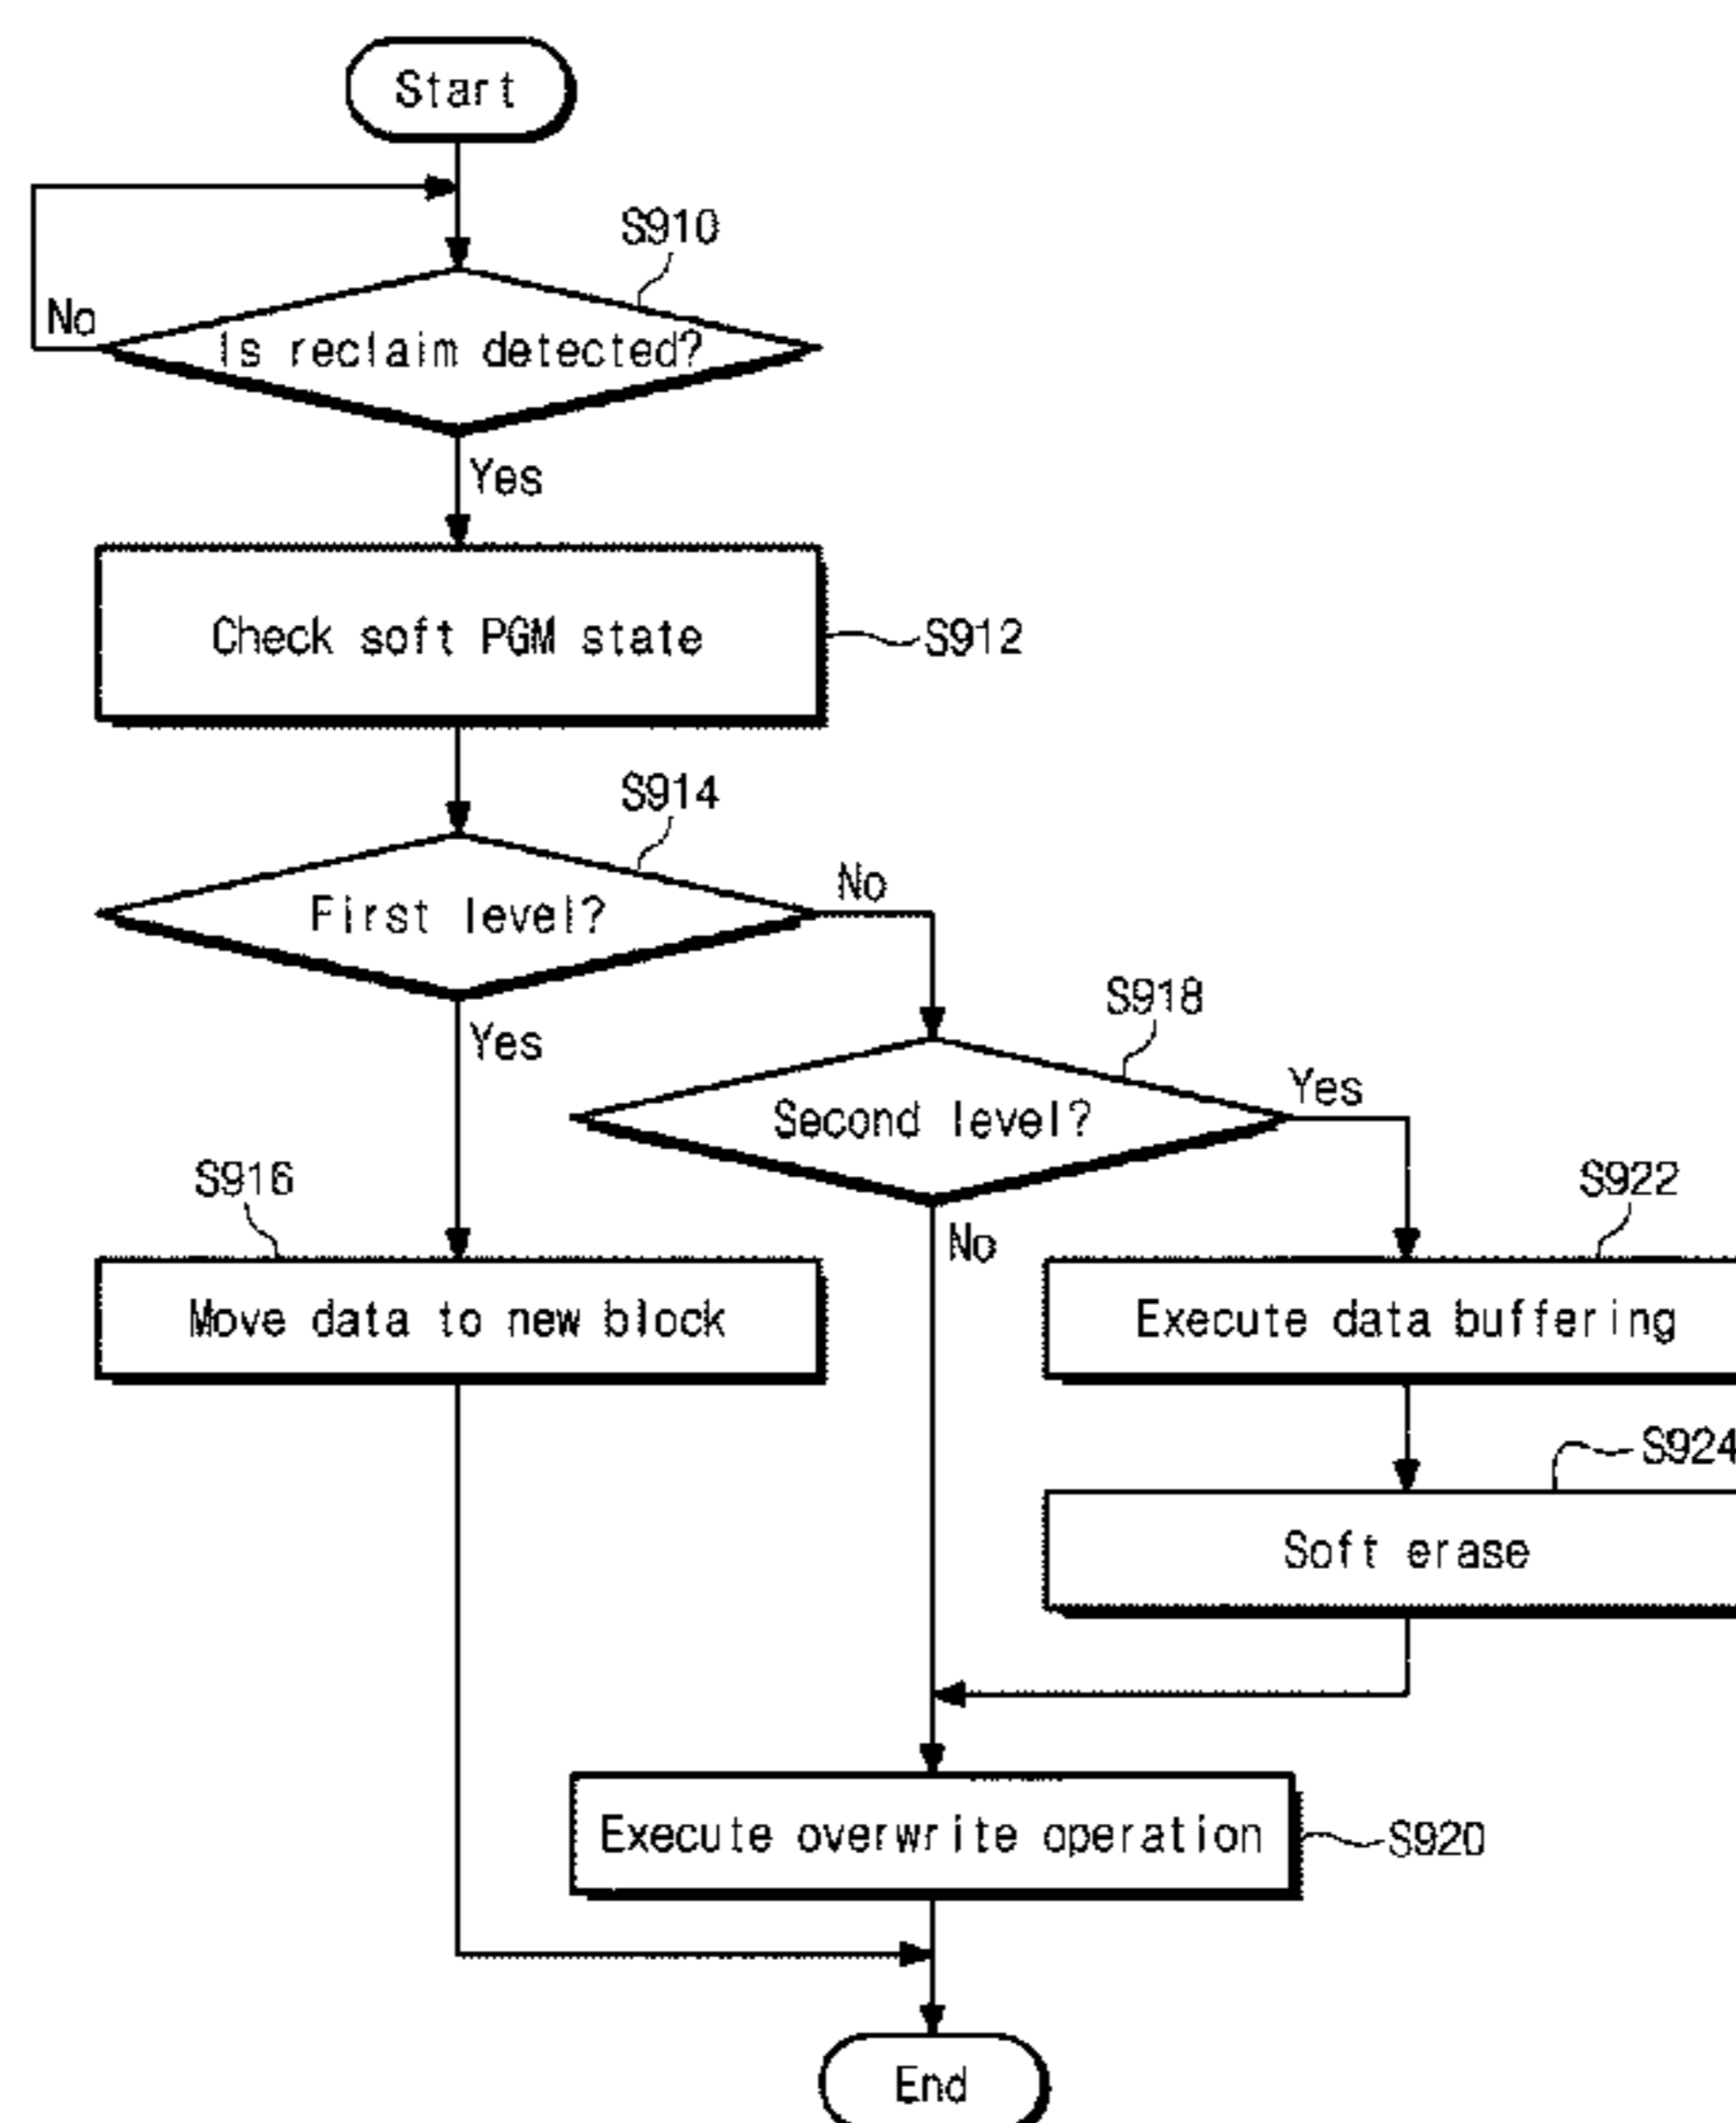 Start
S910
No
Is reclaim detected?
Yes
Check soft PGM state
S912
S914
No
First level?
S918
Yes
Yes
Second level?
S916
S922
No
Move data to new block
Execute data buffering
S924
Soft erase
Execute overwrite operation
S920
End